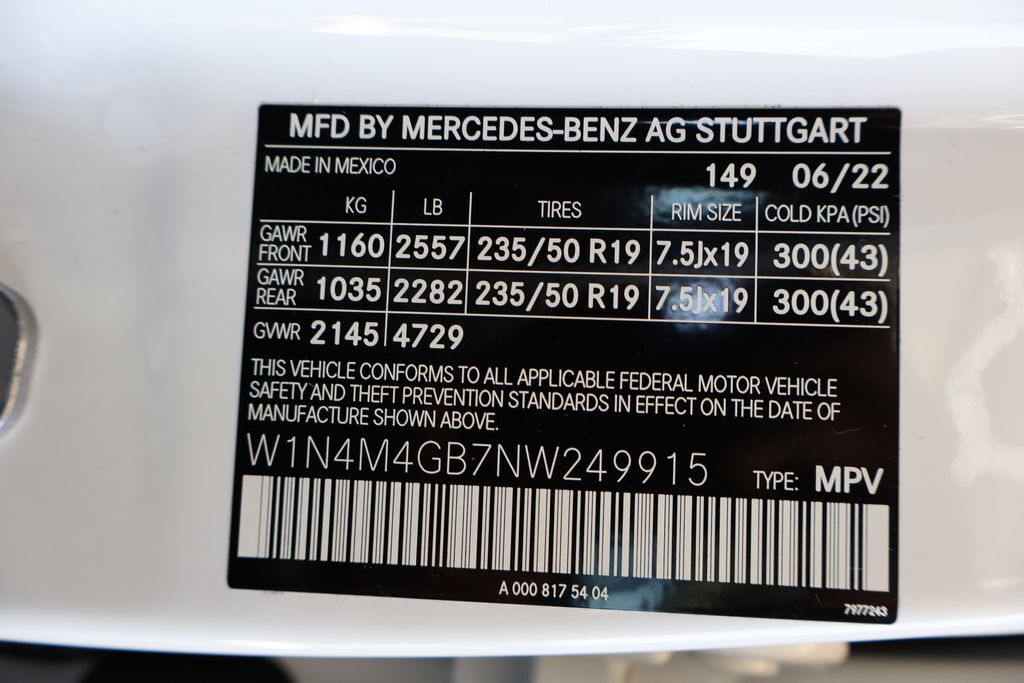 MFD BY MERCEDES-BENZ AG STUTTGART
MADE IN MEXICO 149 06/22
KG LB TIRES RIM SIZE COLD KPA (PSI)
GAWR FRONT 1160 2557 235/50 R19 7.5Jx19 300(43)
GAWR REAR 1035 2282 235/50 R19 7.5Jx19 300(43)
GVWR 2145 4729
THIS VEHICLE CONFORMS TO ALL APPLICABLE FEDERAL MOTOR VEHICLE
SAFETY AND THEFT PREVENTION STANDARDS IN EFFECT ON THE DATE OF
MANUFACTURE SHOWN ABOVE.
W1N4M4GB7NW249915 TYPE: MPV
A 000 817 54 04
7977243